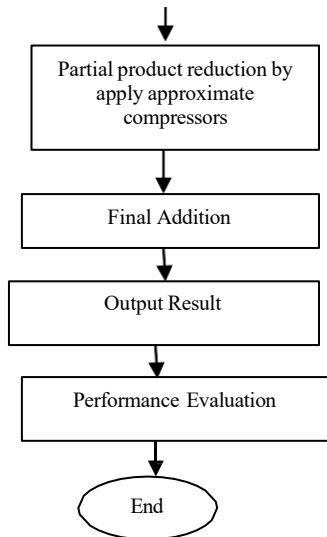 Partial product reduction by
apply approximate
compressors
Final Addition
Output Result
Performance Evaluation
End